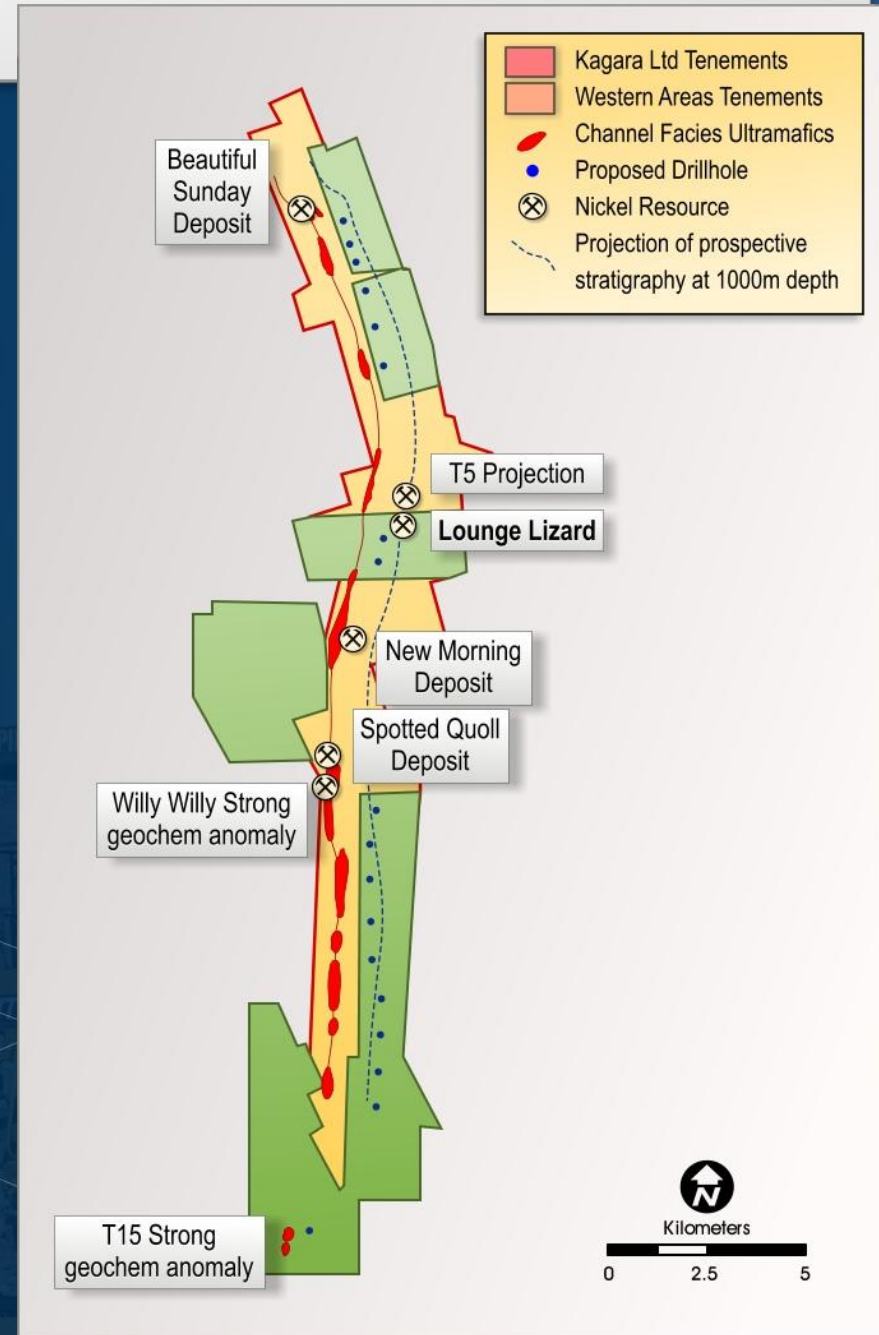 Kagara Ltd Tenements
Western Areas Tenements
Channel Facies Ultramafics
Proposed Drillhole
Nickel Resource
Projection of prospective
stratigraphy at 1000m depth
Beautiful
Sunday
Deposit
T5 Projection
Lounge Lizard
New Morning
Deposit
Spotted Quoll
Deposit
Willy Willy Strong
geochem anomaly
T15 Strong
geochem anomaly
N
Kilometers
0 2.5 5